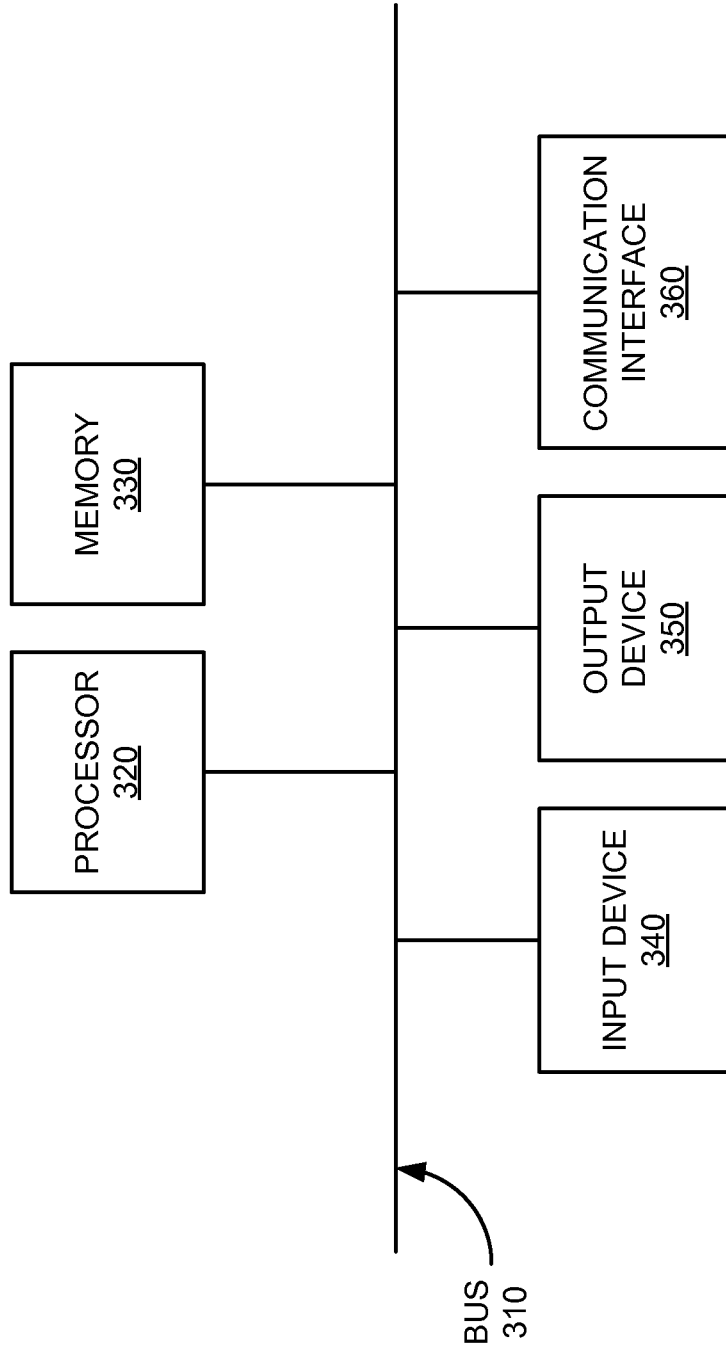 PROCESSOR
320
MEMORY
330
BUS
310
INPUT DEVICE
340
OUTPUT
DEVICE
350
COMMUNICATION
INTERFACE
360